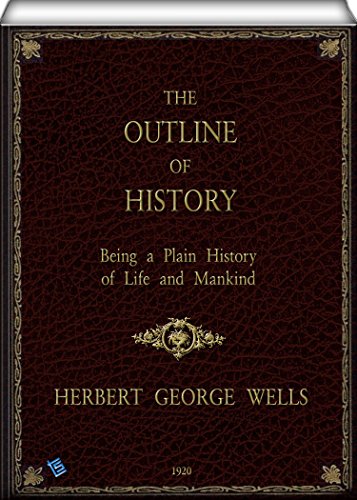 THE
OUTLINE
OF
HISTORY
Being a Plain History
of Life and Mankind
HERBERT GEORGE WELLS
1920